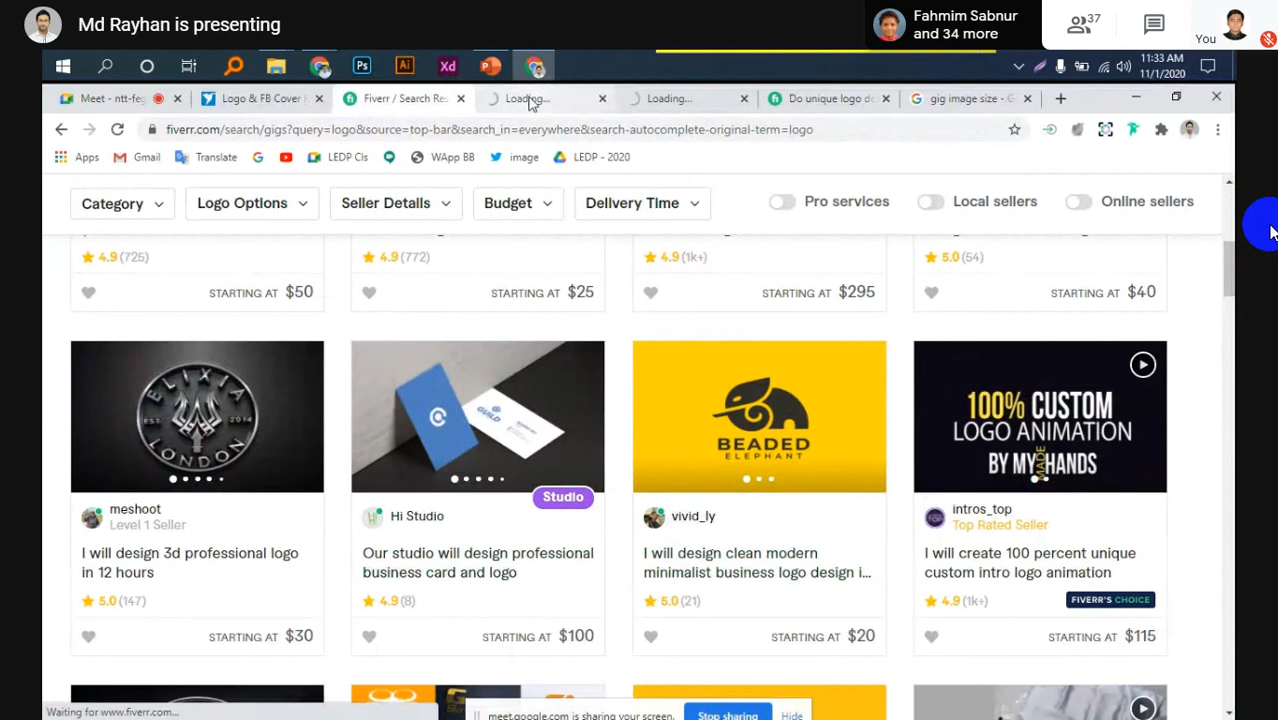 Md Rayhan is presenting
Fahmim Sabnur
and 34 more
37
You
Ps
Ai
Xd
11:33 AM
11/1/2020
Meet - ntt-feg
Logo & FB Cover
Fiverr / Search Res
Loading...
Loading...
Do unique logo de
gig image size - G
fiverr.com/search/gigs?query=logo&source=top-bar&search_in=everywhere&search-autocomplete-original-term=logo
Apps
Gmail
Translate
LEDP Cls
WApp BB
image
LEDP - 2020
Category
Logo Options
Seller Details
Budget
Delivery Time
Pro services
Local sellers
Online sellers
4.9 (725)
4.9 (772)
4.9 (1k+)
5.0 (54)
STARTING AT $50
STARTING AT $25
STARTING AT $295
STARTING AT $40
ELIXIA
EST.
2014
LONDON
GUILD
BEADED
ELEPHANT
100% CUSTOM
LOGO ANIMATION
MADE
BY MY HANDS
meshoot
Level 1 Seller
I will design 3d professional logo
in 12 hours
5.0 (147)
STARTING AT $30
Studio
Hi Studio
Our studio will design professional
business card and logo
4.9 (8)
STARTING AT $100
vivid_ly
I will design clean modern
minimalist business logo design i...
5.0 (21)
STARTING AT $20
intros_top
Top Rated Seller
I will create 100 percent unique
custom intro logo animation
4.9 (1k+)
FIVERR'S CHOICE
STARTING AT $115
Waiting for www.fiverr.com...
meet.google.com is sharing your screen.
Stop sharing
Hide